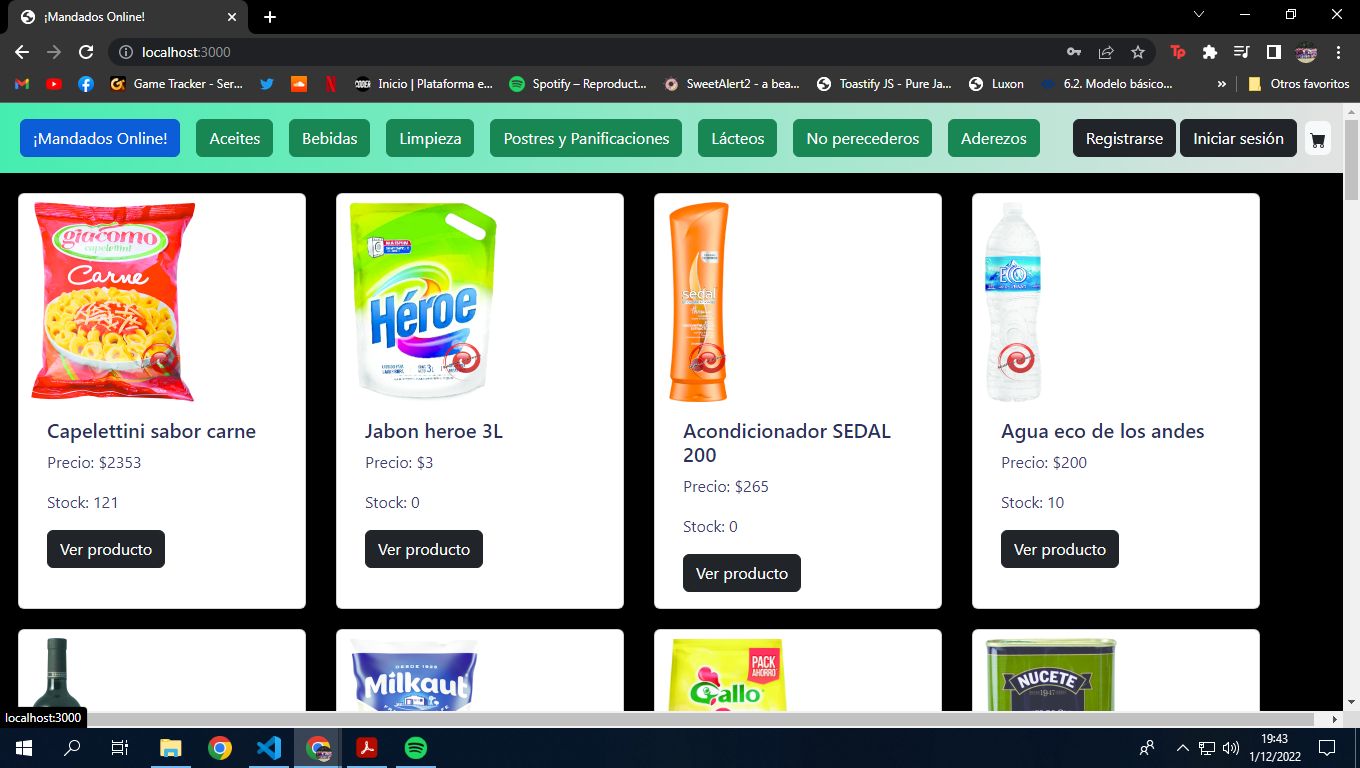 ¡Mandados Online!
localhost:3000
Game Tracker - Ser...
Inicio | Plataforma e...
Spotify – Reproduct...
SweetAlert2 - a bea...
Toastify JS - Pure Ja...
Luxon
6.2. Modelo básico...
»
Otros favoritos
¡Mandados Online!
Aceites
Bebidas
Limpieza
Postres y Panificaciones
Lácteos
No perecederos
Aderezos
Registrarse
Iniciar sesión
giacomo
capelettini
Carne
Héroe
3L
sedal
ECO
Capelettini sabor carne
Precio: $2353
Stock: 121
Ver producto
Jabon heroe 3L
Precio: $3
Stock: 0
Ver producto
Acondicionador SEDAL
200
Precio: $265
Stock: 0
Ver producto
Agua eco de los andes
Precio: $200
Stock: 10
Ver producto
DESDE 1925
Milkaut
PACK
AHORRO
Gallo
NUCETE
1947
localhost:3000
19:43
1/12/2022